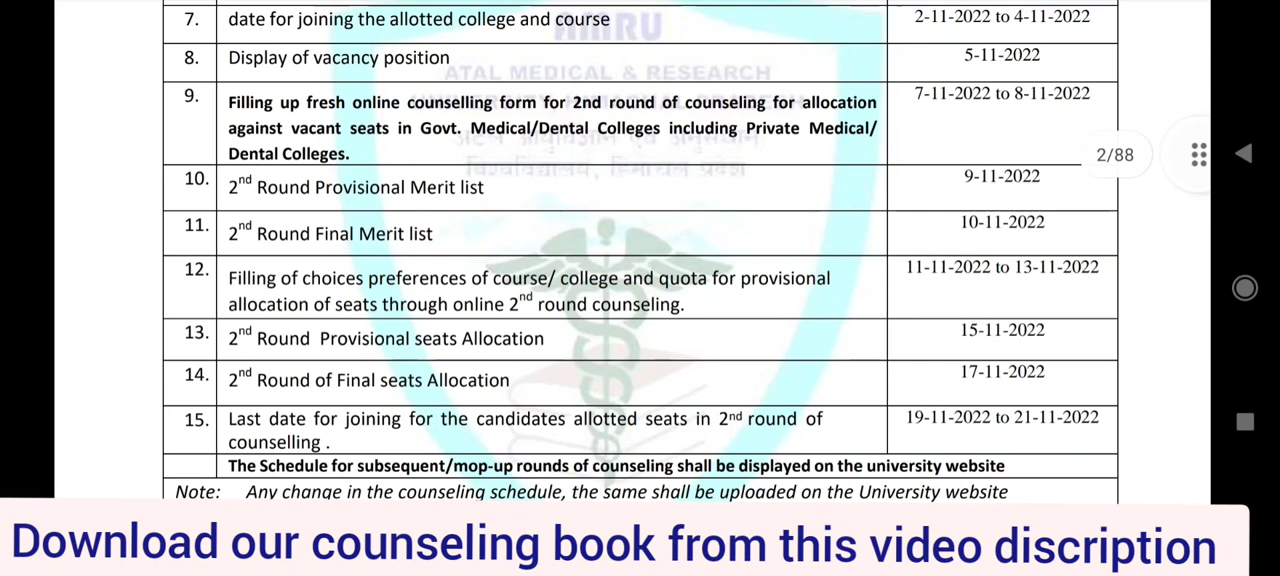 7. date for joining the allotted college and course 2-11-2022 to 4-11-2022
AMRU
8. Display of vacancy position 5-11-2022
ATAL MEDICAL & RESEARCH
9. Filling up fresh online counselling form for 2nd round of counseling for allocation 7-11-2022 to 8-11-2022
against vacant seats in Govt. Medical/Dental Colleges including Private Medical/
Dental Colleges.
2/88
विश्वविद्यालय, हिमाचल प्रदेश
10. 2nd Round Provisional Merit list 9-11-2022
11. 2nd Round Final Merit list 10-11-2022
12. Filling of choices preferences of course/ college and quota for provisional 11-11-2022 to 13-11-2022
allocation of seats through online 2nd round counseling.
13. 2nd Round Provisional seats Allocation 15-11-2022
14. 2nd Round of Final seats Allocation 17-11-2022
15. Last date for joining for the candidates allotted seats in 2nd round of 19-11-2022 to 21-11-2022
counselling .
The Schedule for subsequent/mop-up rounds of counseling shall be displayed on the university website
Note: Any change in the counseling schedule, the same shall be uploaded on the University website
Download our counseling book from this video discription